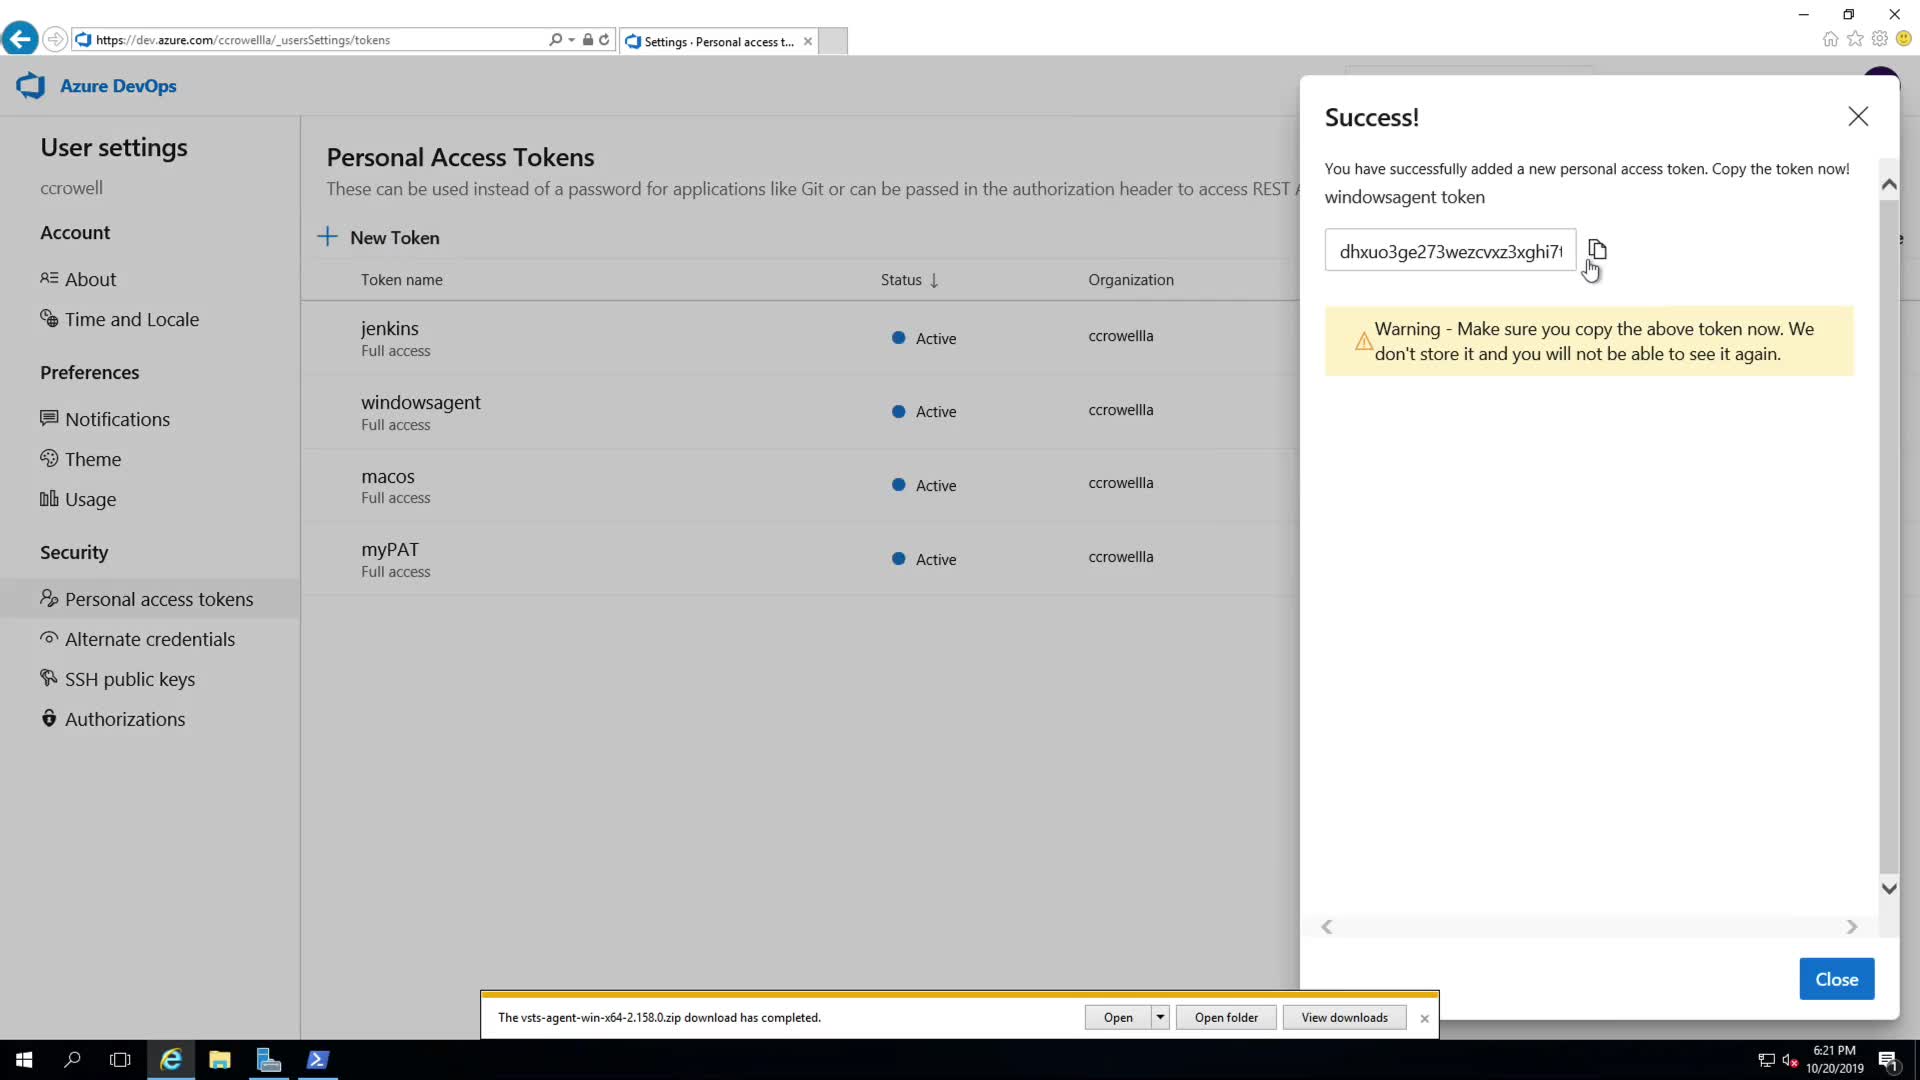 https://dev.azure.com/ccrowellla/_usersSettings/tokens
Settings · Personal access t...
Azure DevOps
User settings
ccrowell
Account
About
Time and Locale
Preferences
Notifications
Theme
Usage
Security
Personal access tokens
Alternate credentials
SSH public keys
Authorizations
Personal Access Tokens
These can be used instead of a password for applications like Git or can be passed in the authorization header to access REST
New Token
Token name
Status
Organization
jenkins
Full access
Active
ccrowellla
windowsagent
Full access
Active
ccrowellla
macos
Full access
Active
ccrowellla
myPAT
Full access
Active
ccrowellla
Success!
You have successfully added a new personal access token. Copy the token now!
windowsagent token
dhxuo3ge273wezcvxz3xghi7t
Warning - Make sure you copy the above token now. We
don't store it and you will not be able to see it again.
Close
The vsts-agent-win-x64-2.158.0.zip download has completed.
Open
Open folder
View downloads
6:21 PM
10/20/2019
1